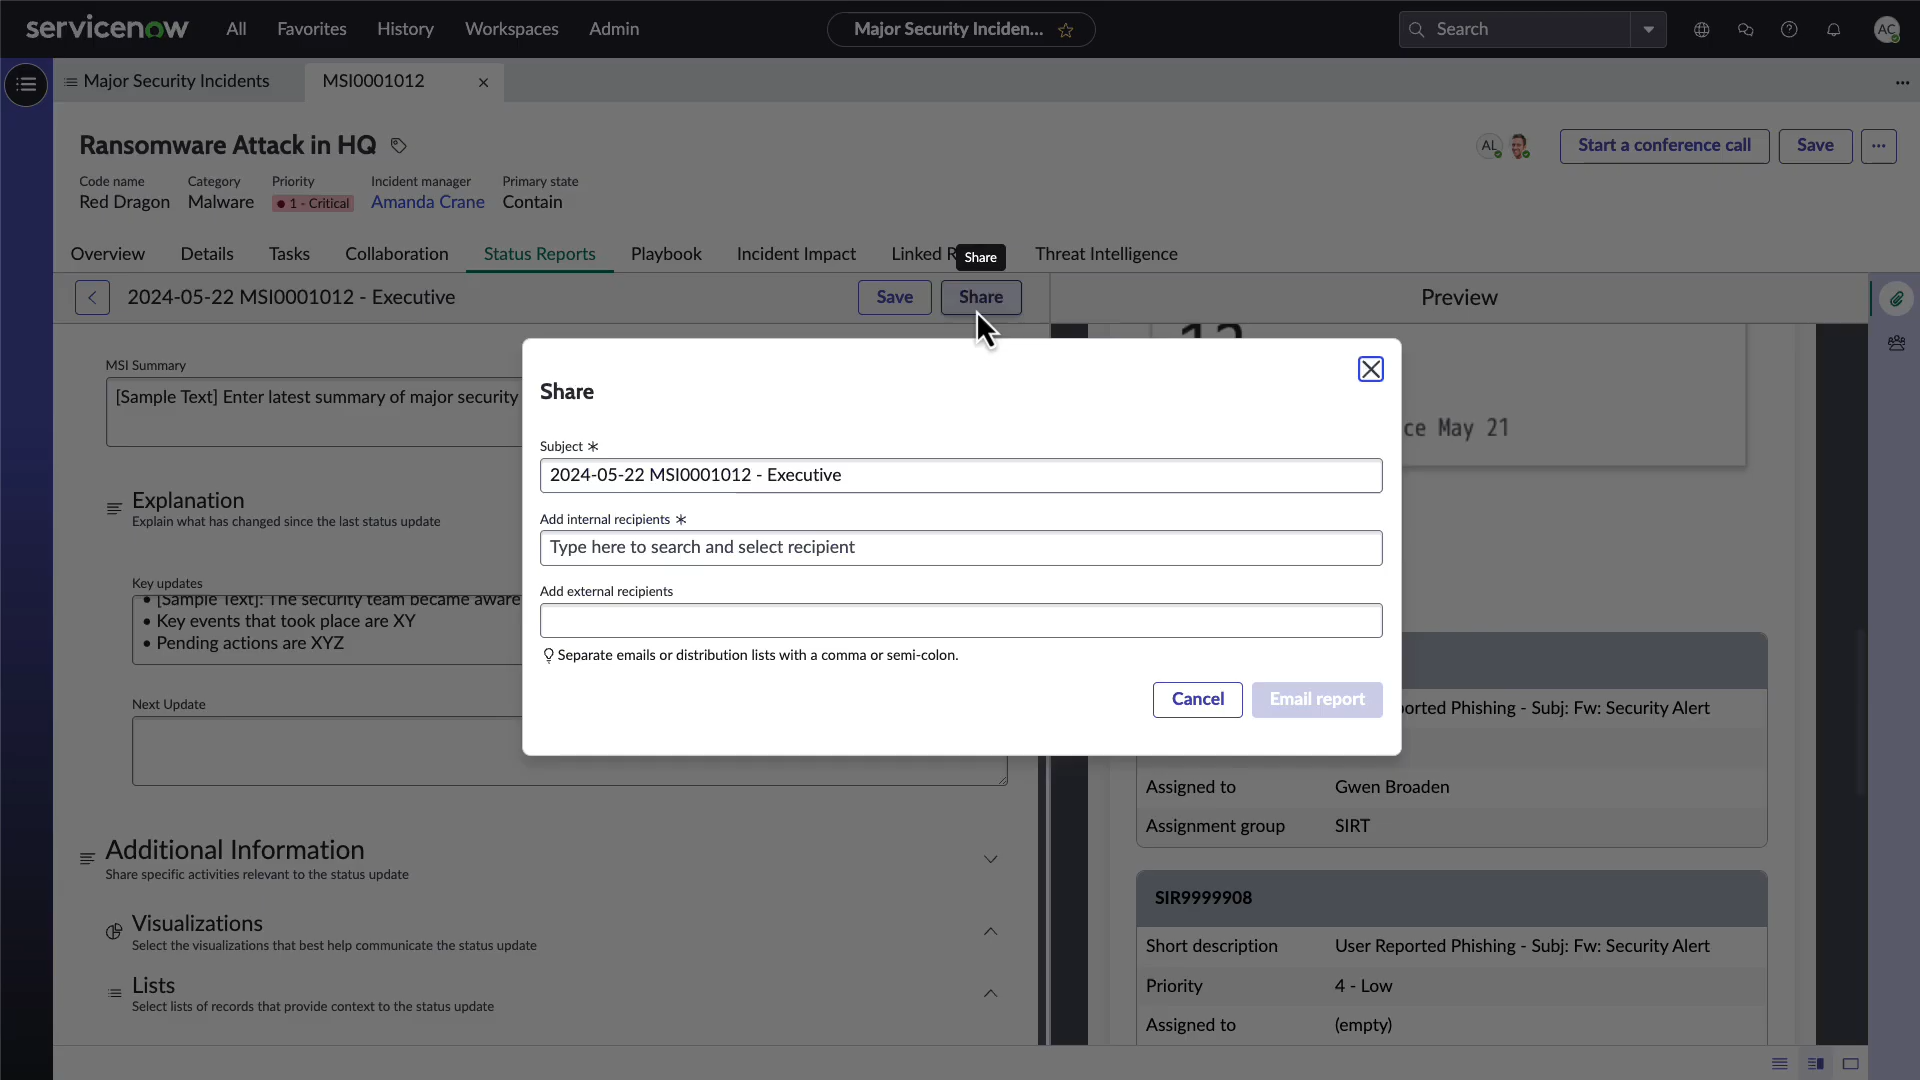 servicenow
All
Favorites
History
Workspaces
Admin
Major Security Inciden...
Search
AC
Major Security Incidents
MSI0001012
Ransomware Attack in HQ
AL
Start a conference call
Save
Code name
Category
Priority
Incident manager
Primary state
Red Dragon
Malware
1 - Critical
Amanda Crane
Contain
Overview
Details
Tasks
Collaboration
Status Reports
Playbook
Incident Impact
Linked R
Share
Threat Intelligence
2024-05-22 MSI0001012 - Executive
Save
Share
Preview
MSI Summary
[Sample Text] Enter latest summary of major security
Explanation
Explain what has changed since the last status update
Key updates
• [Sample Text]: The security team became aware
• Key events that took place are XY
• Pending actions are XYZ
Next Update
Additional Information
Share specific activities relevant to the status update
Visualizations
Select the visualizations that best help communicate the status update
Lists
Select lists of records that provide context to the status update
Share
Subject *
2024-05-22 MSI0001012 - Executive
Add internal recipients *
Type here to search and select recipient
Add external recipients
Separate emails or distribution lists with a comma or semi-colon.
Cancel
Email report
ce May 21
orted Phishing - Subj: Fw: Security Alert
Assigned to Gwen Broaden
Assignment group SIRT
SIR9999908
Short description User Reported Phishing - Subj: Fw: Security Alert
Priority 4 - Low
Assigned to (empty)